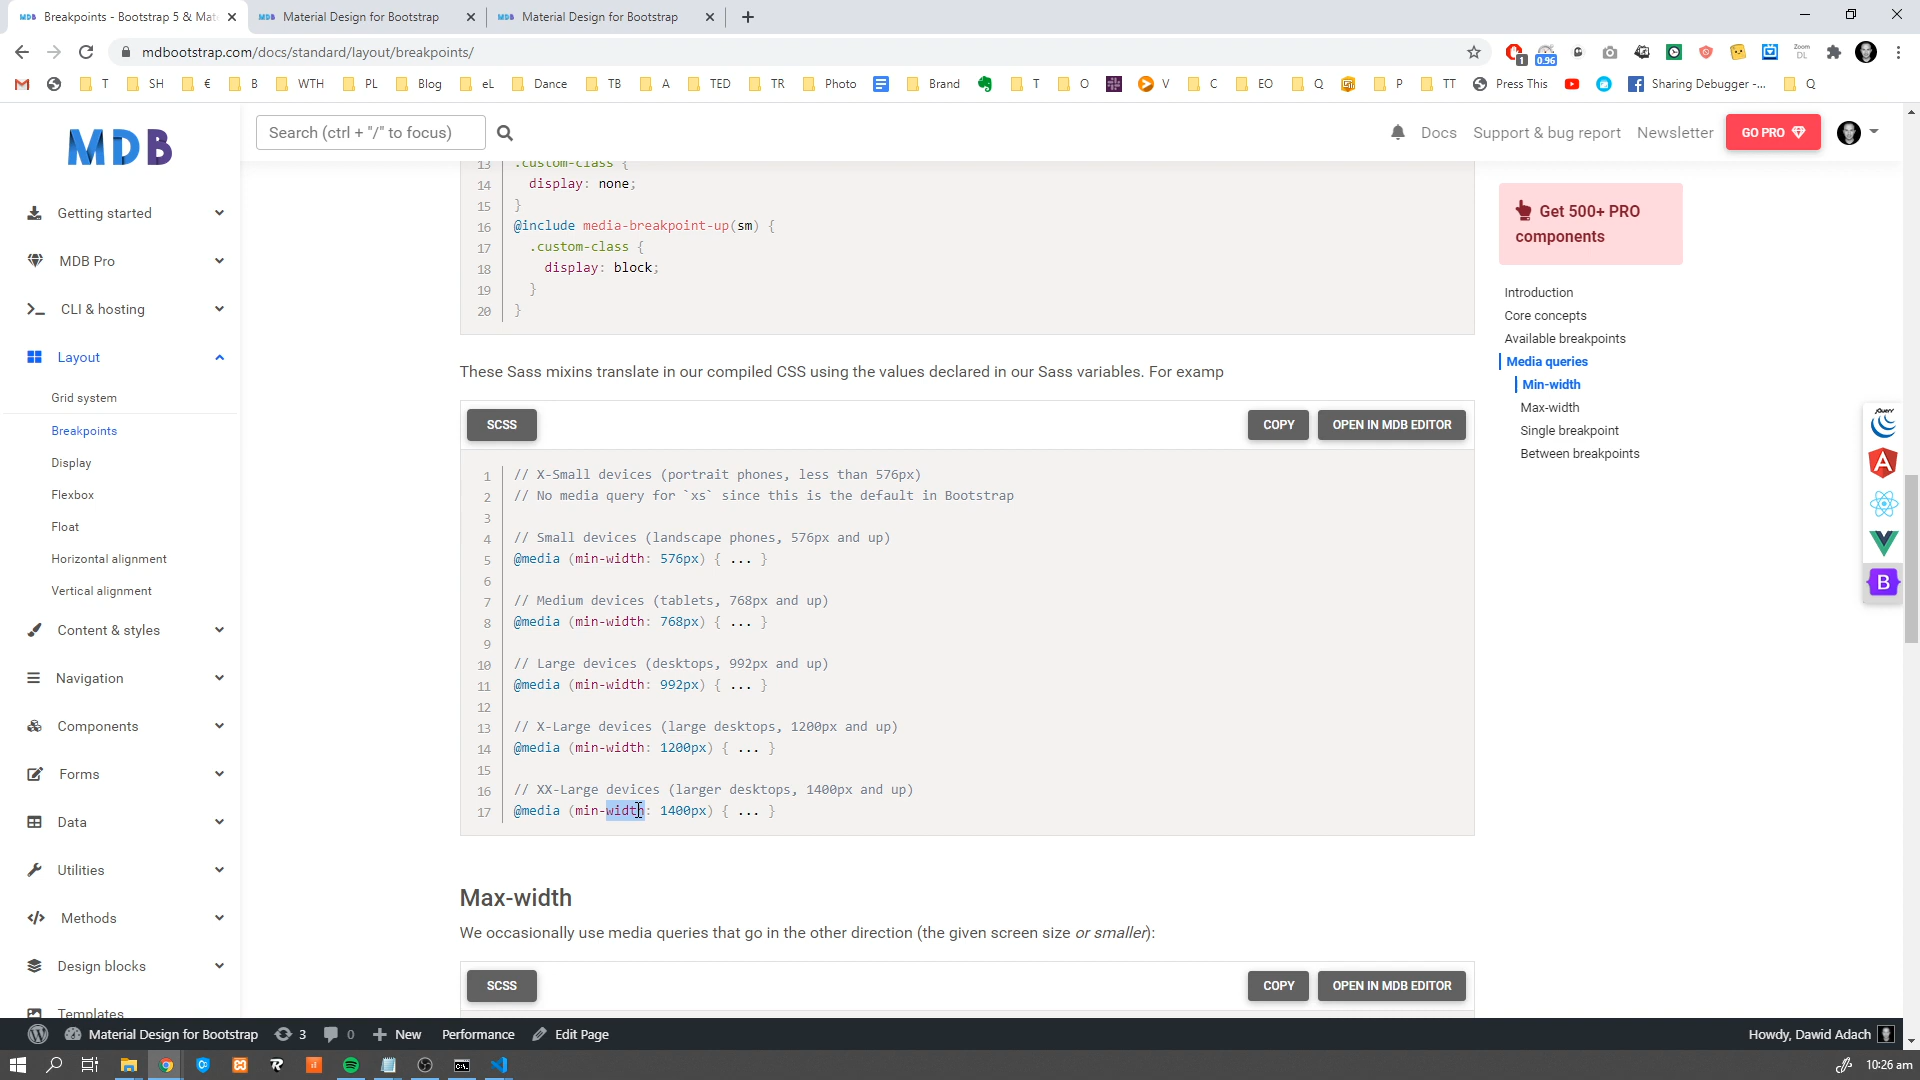 Breakpoints - Bootstrap 5 & Mat
Material Design for Bootstrap
Material Design for Bootstrap
mdbootstrap.com/docs/standard/layout/breakpoints/
1
0.96
Zoom
DL
T
SH
€
B
WTH
PL
Blog
eL
Dance
TB
A
TED
TR
Photo
Brand
T
O
V
C
EO
Q
P
TT
Press This
Sharing Debugger -...
Q
MDB
Search (ctrl + "/" to focus)
Docs
Support & bug report
Newsletter
GO PRO
Getting started
MDB Pro
CLI & hosting
Layout
Grid system
Breakpoints
Display
Flexbox
Float
Horizontal alignment
Vertical alignment
Content & styles
Navigation
Components
Forms
Data
Utilities
Methods
Design blocks
Templates
13 .custom-class {
14 display: none;
15 }
16 @include media-breakpoint-up(sm) {
17 .custom-class {
18 display: block;
19 }
20 }
These Sass mixins translate in our compiled CSS using the values declared in our Sass variables. For examp
SCSS
COPY
OPEN IN MDB EDITOR
1 // X-Small devices (portrait phones, less than 576px)
2 // No media query for `xs` since this is the default in Bootstrap
3
4 // Small devices (landscape phones, 576px and up)
5 @media (min-width: 576px) { ... }
6
7 // Medium devices (tablets, 768px and up)
8 @media (min-width: 768px) { ... }
9
10 // Large devices (desktops, 992px and up)
11 @media (min-width: 992px) { ... }
12
13 // X-Large devices (large desktops, 1200px and up)
14 @media (min-width: 1200px) { ... }
15
16 // XX-Large devices (larger desktops, 1400px and up)
17 @media (min-width: 1400px) { ... }
Max-width
We occasionally use media queries that go in the other direction (the given screen size or smaller):
SCSS
COPY
OPEN IN MDB EDITOR
Get 500+ PRO
components
Introduction
Core concepts
Available breakpoints
Media queries
Min-width
Max-width
Single breakpoint
Between breakpoints
jQuery
A
B
Material Design for Bootstrap
3
0
New
Performance
Edit Page
Howdy, Dawid Adach
10:26 am